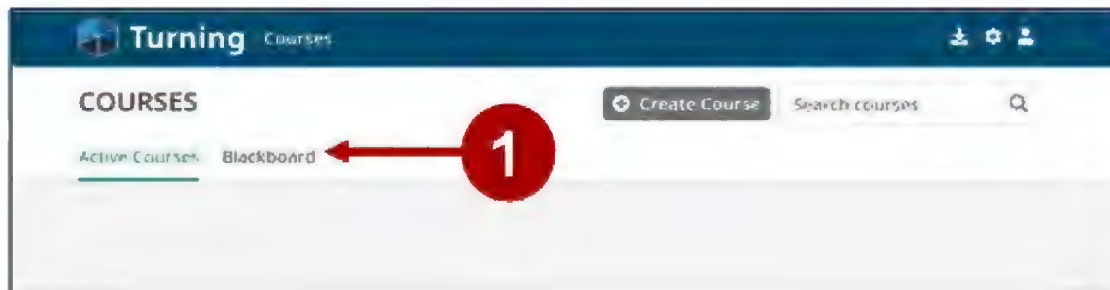 Turning Courses
COURSES
Create Course
Search courses
Active Courses
Blackboard
1